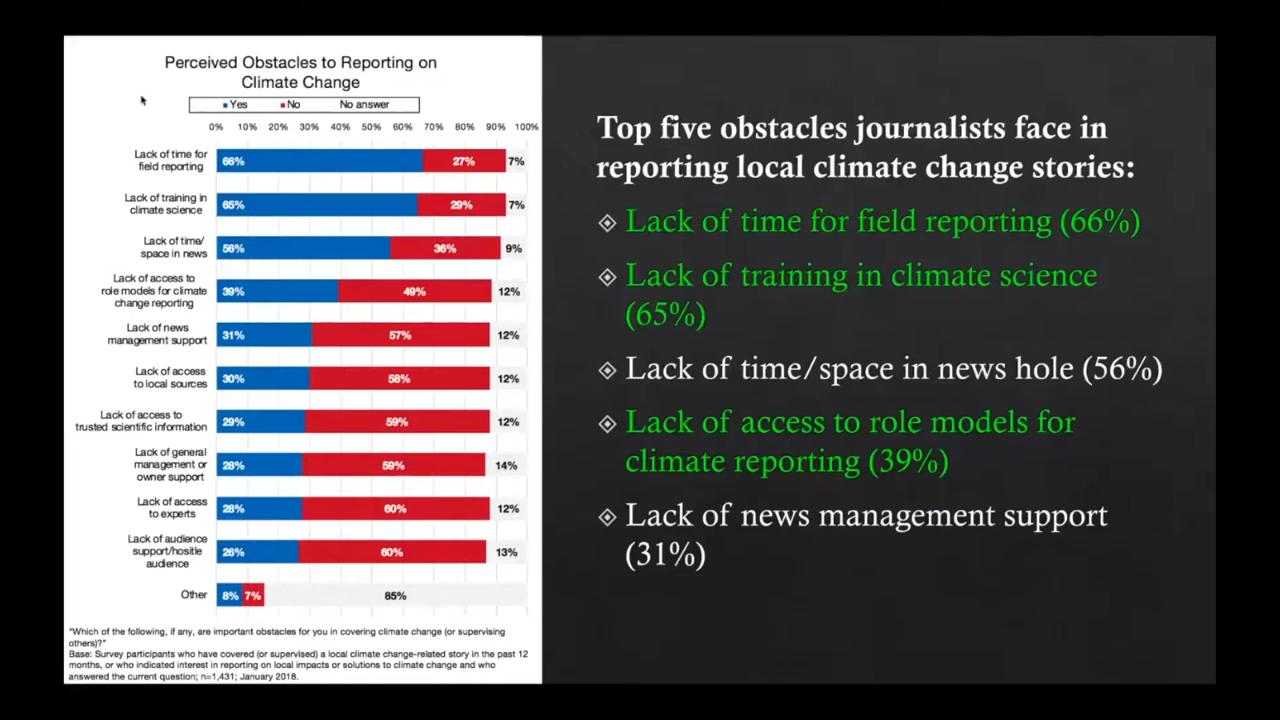 Perceived Obstacles to Reporting on
Climate Change
Yes No No answer
0% 10% 20% 30% 40% 50% 60% 70% 80% 90% 100%
Lack of time for
field reporting
66% 27% 7%
Lack of training in
climate science
65% 29% 7%
Lack of time/
space in news
56% 36% 9%
Lack of access to
role models for climate
change reporting
39% 49% 12%
Lack of news
management support
31% 57% 12%
Lack of access
to local sources
30% 58% 12%
Lack of access to
trusted scientific information
29% 59% 12%
Lack of general
management or
owner support
28% 59% 14%
Lack of access
to experts
28% 60% 12%
Lack of audience
support/hositle
audience
26% 60% 13%
Other
8% 7% 85%
"Which of the following, if any, are important obstacles for you in covering climate change (or supervising
others)?"
Base: Survey participants who have covered (or supervised) a local climate change-related story in the past 12
months, or who indicated interest in reporting on local impacts or solutions to climate change and who
answered the current question; n=1,431; January 2018.
Top five obstacles journalists face in
reporting local climate change stories:
Lack of time for field reporting (66%)
Lack of training in climate science
(65%)
Lack of time/space in news hole (56%)
Lack of access to role models for
climate reporting (39%)
Lack of news management support
(31%)